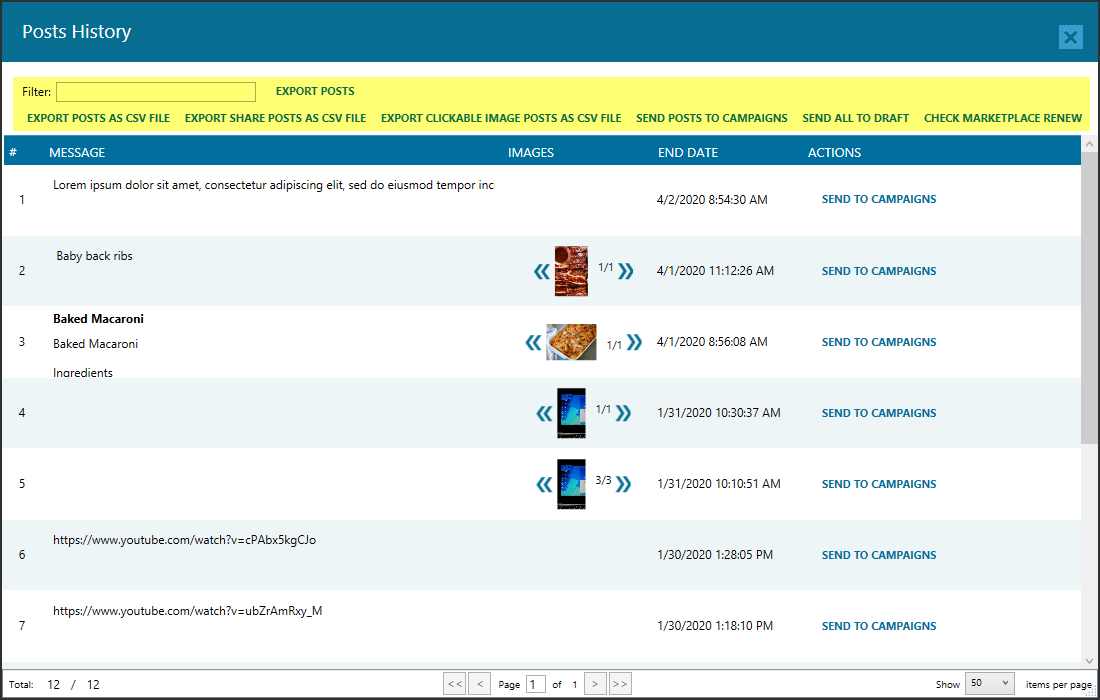 Posts History
Filter: EXPORT POSTS
EXPORT POSTS AS CSV FILE EXPORT SHARE POSTS AS CSV FILE EXPORT CLICKABLE IMAGE POSTS AS CSV FILE SEND POSTS TO CAMPAIGNS SEND ALL TO DRAFT CHECK MARKETPLACE RENEW
# MESSAGE IMAGES END DATE ACTIONS
1 Lorem ipsum dolor sit amet, consectetur adipiscing elit, sed do eiusmod tempor inc 4/2/2020 8:54:30 AM SEND TO CAMPAIGNS
2 Baby back ribs 1/1 4/1/2020 11:12:26 AM SEND TO CAMPAIGNS
Baked Macaroni
3 Baked Macaroni 1/1 4/1/2020 8:56:08 AM SEND TO CAMPAIGNS
Ingredients
4 1/1 1/31/2020 10:30:37 AM SEND TO CAMPAIGNS
5 3/3 1/31/2020 10:10:51 AM SEND TO CAMPAIGNS
6 https://www.youtube.com/watch?v=cPAbx5kgCJo 1/30/2020 1:28:05 PM SEND TO CAMPAIGNS
7 https://www.youtube.com/watch?v=ubZrAmRxy_M 1/30/2020 1:18:10 PM SEND TO CAMPAIGNS
Total: 12 / 12 << < Page 1 of 1 > >> Show 50 items per page